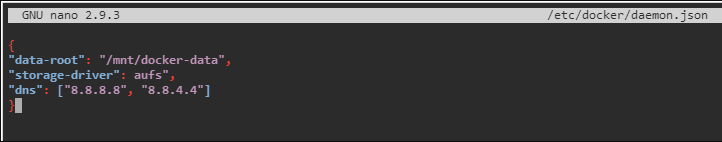 GNU nano 2.9.3 /etc/docker/daemon.json
{
"data-root": "/mnt/docker-data",
"storage-driver": aufs",
"dns": ["8.8.8.8", "8.8.4.4"]
}